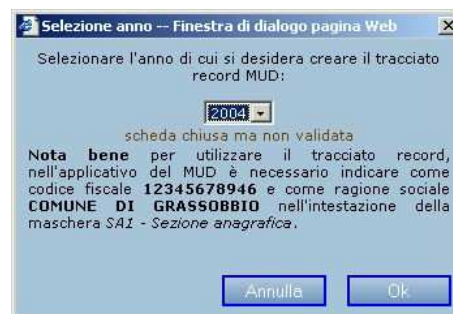 Selezione anno -- Finestra di dialogo pagina Web
Selezionare l'anno di cui si desidera creare il tracciato
record MUD:
2004
scheda chiusa ma non validata
Nota bene per utilizzare il tracciato record,
nell'applicativo del MUD è necessario indicare come
codice fiscale 12345678946 e come ragione sociale
COMUNE DI GRASSOBBIO nell'intestazione della
maschera SA1 - Sezione anagrafica.
Annulla Ok